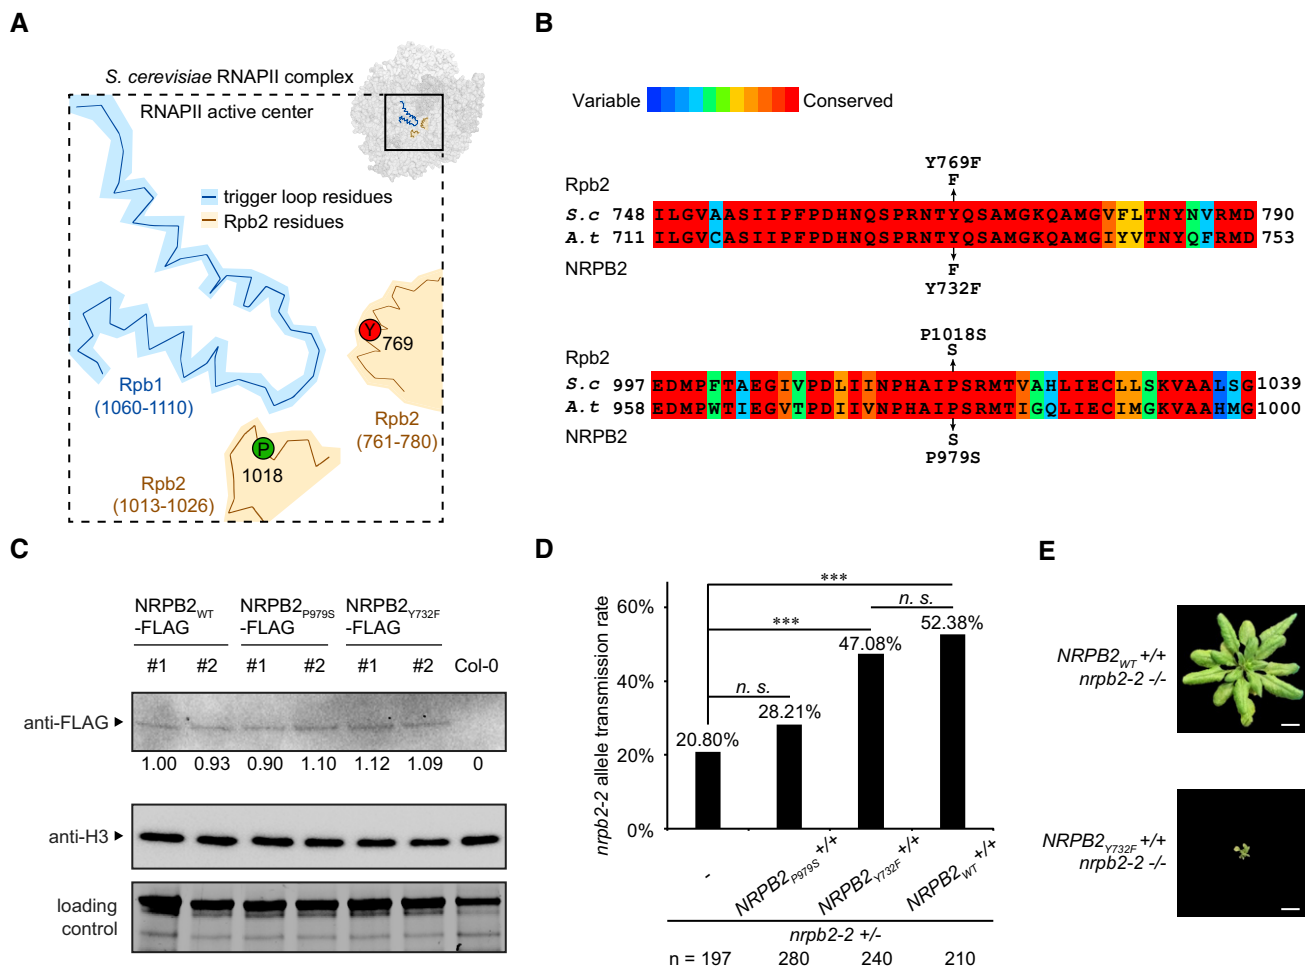 A
S. cerevisiae RNAPII complex
RNAPII active center
trigger loop residues
Rpb2 residues
Y
769
Rpb1
(1060-1110)
Rpb2
(761-780)
P
1018
Rpb2
(1013-1026)
B
Variable
Conserved
Y769F
F
Rpb2
S.c 748 ILGVAASIIPFPDHNQSPRNTYQSAMGKQAMGVFLTNYNVRMD 790
A.t 711 ILGVCASIIPFPDHNQSPRNTYQSAMGKQAMGIYVTNYQFRMD 753
NRPB2
F
Y732F
P1018S
S
Rpb2
S.c 997 EDMPFTAEGIVPDLIINPHAIPSRMTVAHLIECLLSKVAALSG 1039
A.t 958 EDMPWTIEGVTPDIIVNPHAIPSRMTIGQLIECIMGKVAAHMG 1000
NRPB2
S
P979S
C
NRPB2WT -FLAG
NRPB2P979S -FLAG
NRPB2Y732F -FLAG
#1 #2 #1 #2 #1 #2 Col-0
anti-FLAG
1.00 0.93 0.90 1.10 1.12 1.09 0
anti-H3
loading control
D
nrpb2-2 allele transmission rate
60%
40%
20%
0%
***
n. s.
***
52.38%
47.08%
n. s.
28.21%
20.80%
-
NRPB2P979S +/+
NRPB2Y732F +/+
NRPB2WT +/+
nrpb2-2 +/-
n = 197 280 240 210
E
NRPB2WT +/+
nrpb2-2 -/-
NRPB2Y732F +/+
nrpb2-2 -/-